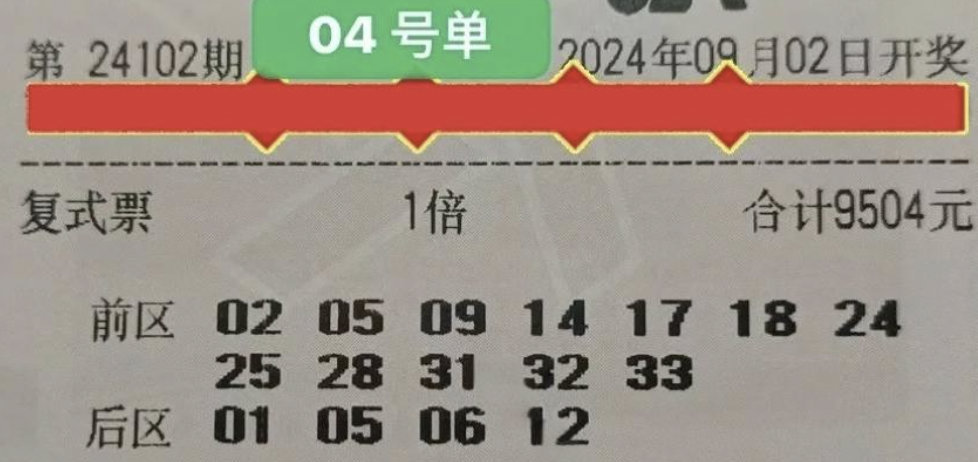 04 号单
第 24102期 2024年09月02日开奖
复式票 1倍 合计9504元
前区 02 05 09 14 17 18 24
25 28 31 32 33
后区 01 05 06 12